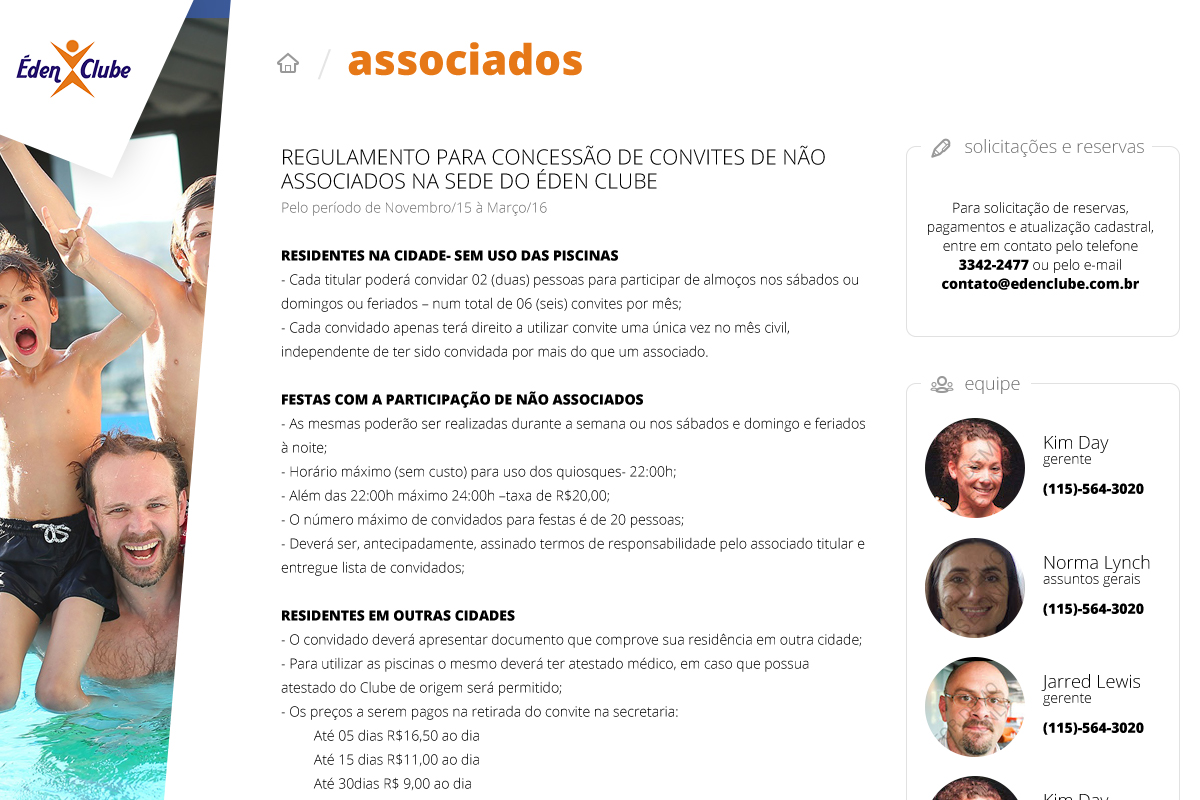 Éden Clube
associados
REGULAMENTO PARA CONCESSÃO DE CONVITES DE NÃO
ASSOCIADOS NA SEDE DO ÉDEN CLUBE
Pelo período de Novembro/15 à Março/16
RESIDENTES NA CIDADE- SEM USO DAS PISCINAS
- Cada titular poderá convidar 02 (duas) pessoas para participar de almoços nos sábados ou
domingos ou feriados – num total de 06 (seis) convites por mês;
- Cada convidado apenas terá direito a utilizar convite uma única vez no mês civil,
independente de ter sido convidada por mais do que um associado.
FESTAS COM A PARTICIPAÇÃO DE NÃO ASSOCIADOS
- As mesmas poderão ser realizadas durante a semana ou nos sábados e domingo e feriados
à noite;
- Horário máximo (sem custo) para uso dos quiosques- 22:00h;
- Além das 22:00h máximo 24:00h –taxa de R$20,00;
- O número máximo de convidados para festas é de 20 pessoas;
- Deverá ser, antecipadamente, assinado termos de responsabilidade pelo associado titular e
entregue lista de convidados;
RESIDENTES EM OUTRAS CIDADES
- O convidado deverá apresentar documento que comprove sua residência em outra cidade;
- Para utilizar as piscinas o mesmo deverá ter atestado médico, em caso que possua
atestado do Clube de origem será permitido;
- Os preços a serem pagos na retirada do convite na secretaria:
Até 05 dias R$16,50 ao dia
Até 15 dias R$11,00 ao dia
Até 30dias R$ 9,00 ao dia
solicitações e reservas
Para solicitação de reservas,
pagamentos e atualização cadastral,
entre em contato pelo telefone
3342-2477 ou pelo e-mail
contato@edenclube.com.br
equipe
Kim Day
gerente
(115)-564-3020
Norma Lynch
assuntos gerais
(115)-564-3020
Jarred Lewis
gerente
(115)-564-3020
Kim Day